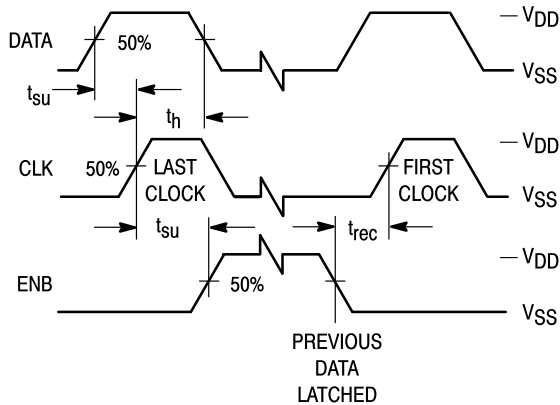 VDD
DATA
50%
VSS
tsu
th
VDD
CLK
50%
LAST
CLOCK
FIRST
CLOCK
VSS
tsu
trec
VDD
ENB
50%
VSS
PREVIOUS
DATA
LATCHED